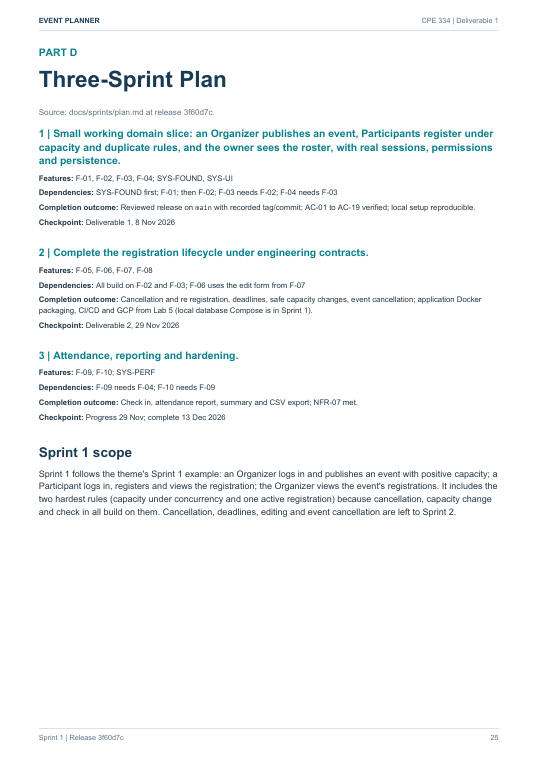 EVENT PLANNER
CPE 334 | Deliverable 1
PART D
Three-Sprint Plan
Source: docs/sprints/plan.md at release 3f60d7c.
1 | Small working domain slice: an Organizer publishes an event, Participants register under
capacity and duplicate rules, and the owner sees the roster, with real sessions, permissions
and persistence.
Features: F-01, F-02, F-03, F-04; SYS-FOUND, SYS-UI
Dependencies: SYS-FOUND first; F-01; then F-02; F-03 needs F-02; F-04 needs F-03
Completion outcome: Reviewed release on main with recorded tag/commit; AC-01 to AC-19 verified; local setup reproducible.
Checkpoint: Deliverable 1, 8 Nov 2026
2 | Complete the registration lifecycle under engineering contracts.
Features: F-05, F-06, F-07, F-08
Dependencies: All build on F-02 and F-03; F-06 uses the edit form from F-07
Completion outcome: Cancellation and re registration, deadlines, safe capacity changes, event cancellation; application Docker
packaging, CI/CD and GCP from Lab 5 (local database Compose is in Sprint 1).
Checkpoint: Deliverable 2, 29 Nov 2026
3 | Attendance, reporting and hardening.
Features: F-09, F-10; SYS-PERF
Dependencies: F-09 needs F-04; F-10 needs F-09
Completion outcome: Check in, attendance report, summary and CSV export; NFR-07 met.
Checkpoint: Progress 29 Nov; complete 13 Dec 2026
Sprint 1 scope
Sprint 1 follows the theme's Sprint 1 example: an Organizer logs in and publishes an event with positive capacity; a
Participant logs in, registers and views the registration; the Organizer views the event's registrations. It includes the
two hardest rules (capacity under concurrency and one active registration) because cancellation, capacity change
and check in all build on them. Cancellation, deadlines, editing and event cancellation are left to Sprint 2.
Sprint 1 | Release 3f60d7c
25